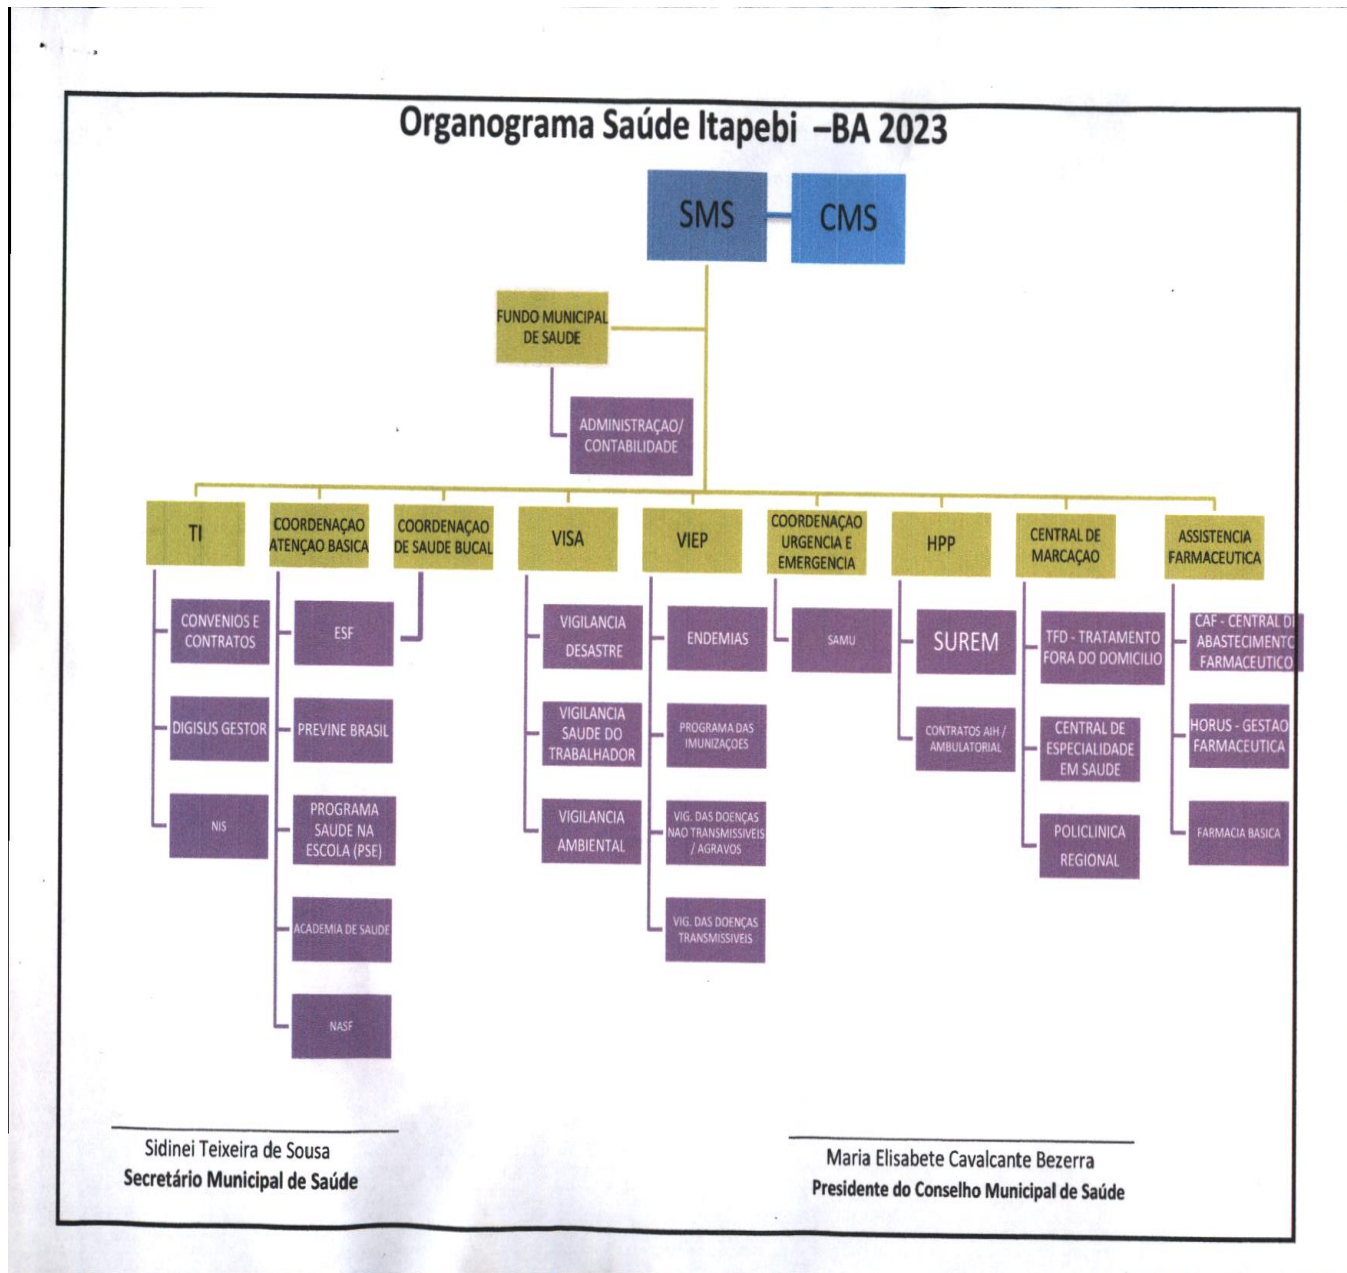 Organograma Saúde Itapebi –BA 2023
SMS
CMS
FUNDO MUNICIPAL
DE SAUDE
ADMINISTRAÇAO/
CONTABILIDADE
TI
COORDENAÇAO
ATENÇAO BASICA
COORDENAÇAO
DE SAUDE BUCAL
VISA
VIEP
COORDENAÇAO
URGENCIA E
EMERGENCIA
HPP
CENTRAL DE
MARCAÇAO
ASSISTENCIA
FARMACEUTICA
CONVENIOS E
CONTRATOS
DIGISUS GESTOR
NIS
ESF
PREVINE BRASIL
PROGRAMA
SAUDE NA
ESCOLA (PSE)
ACADEMIA DE SAUDE
NASF
VIGILANCIA
DESASTRE
VIGILANCIA
SAUDE DO
TRABALHADOR
VIGILANCIA
AMBIENTAL
ENDEMIAS
PROGRAMA DAS
IMUNIZAÇOES
VIG. DAS DOENÇAS
NAO TRANSMISSIVEIS
/ AGRAVOS
VIG. DAS DOENÇAS
TRANSMISSIVEIS
SAMU
SUREM
CONTRATOS AIH /
AMBULATORIAL
TFD - TRATAMENTO
FORA DO DOMICILIO
CENTRAL DE
ESPECIALIDADE
EM SAUDE
POLICLINICA
REGIONAL
CAF - CENTRAL DE
ABASTECIMENTO
FARMACEUTICO
HORUS - GESTAO
FARMACEUTICA
FARMACIA BASICA
Sidinei Teixeira de Sousa
Secretário Municipal de Saúde
Maria Elisabete Cavalcante Bezerra
Presidente do Conselho Municipal de Saúde